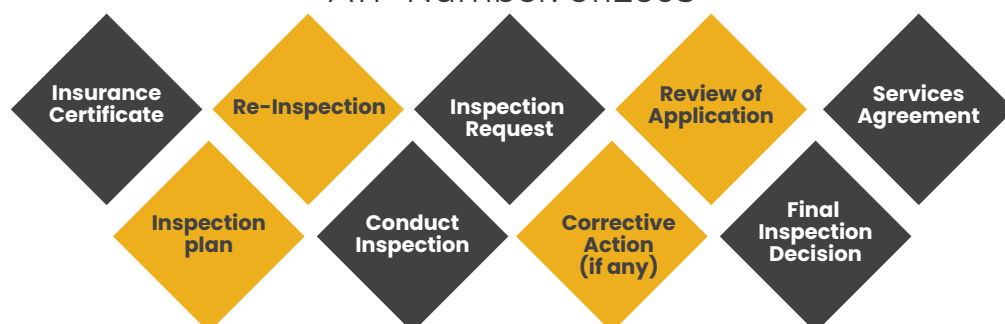 Insurance
Certificate
Re-Inspection
Inspection
Request
Review of
Application
Services
Agreement
Inspection
plan
Conduct
Inspection
Corrective
Action
(if any)
Final
Inspection
Decision